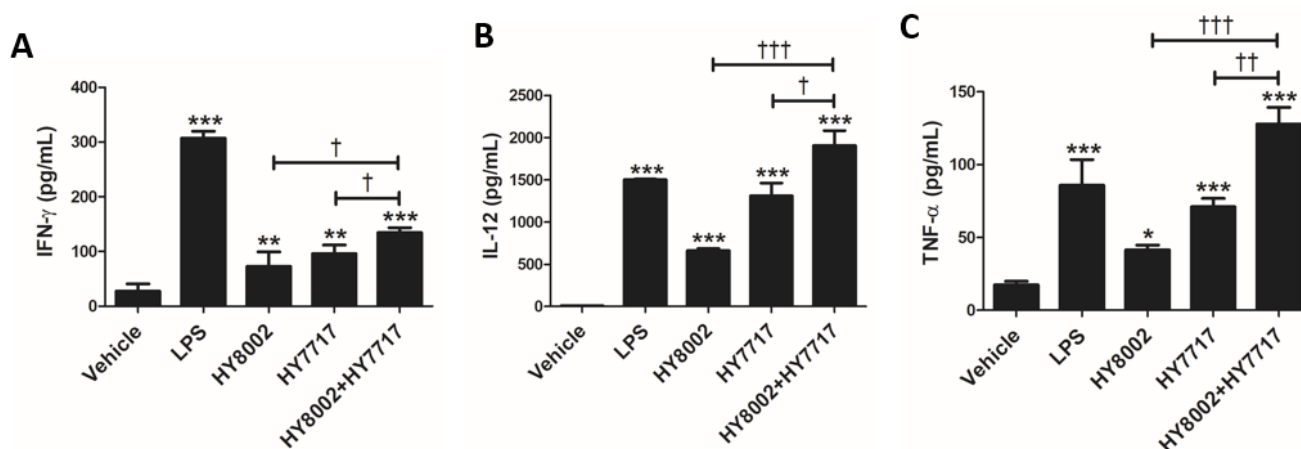 A
IFN-γ (pg/mL)
400
300
200
100
0
***
**
**
***
†
†
Vehicle
LPS
HY8002
HY7717
HY8002+HY7717
B
IL-12 (pg/mL)
2500
2000
1500
1000
500
0
***
***
***
***
†
†††
Vehicle
LPS
HY8002
HY7717
HY8002+HY7717
C
TNF-α (pg/mL)
150
100
50
0
***
*
***
***
††
†††
Vehicle
LPS
HY8002
HY7717
HY8002+HY7717